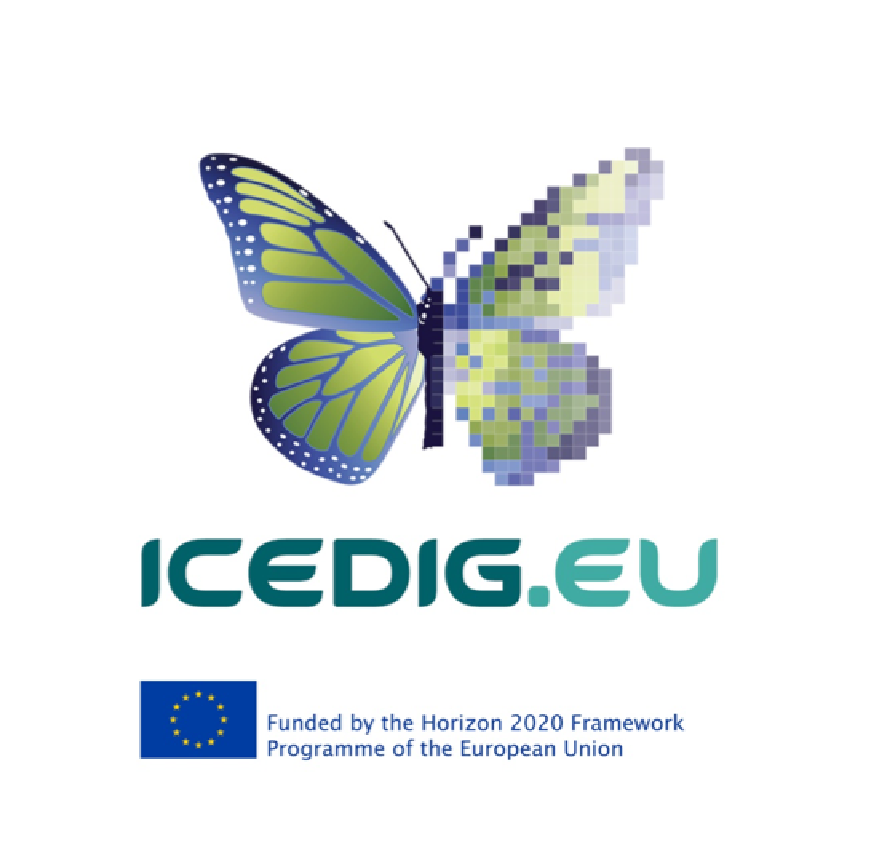 ICEDIG.EU
Funded by the Horizon 2020 Framework
Programme of the European Union